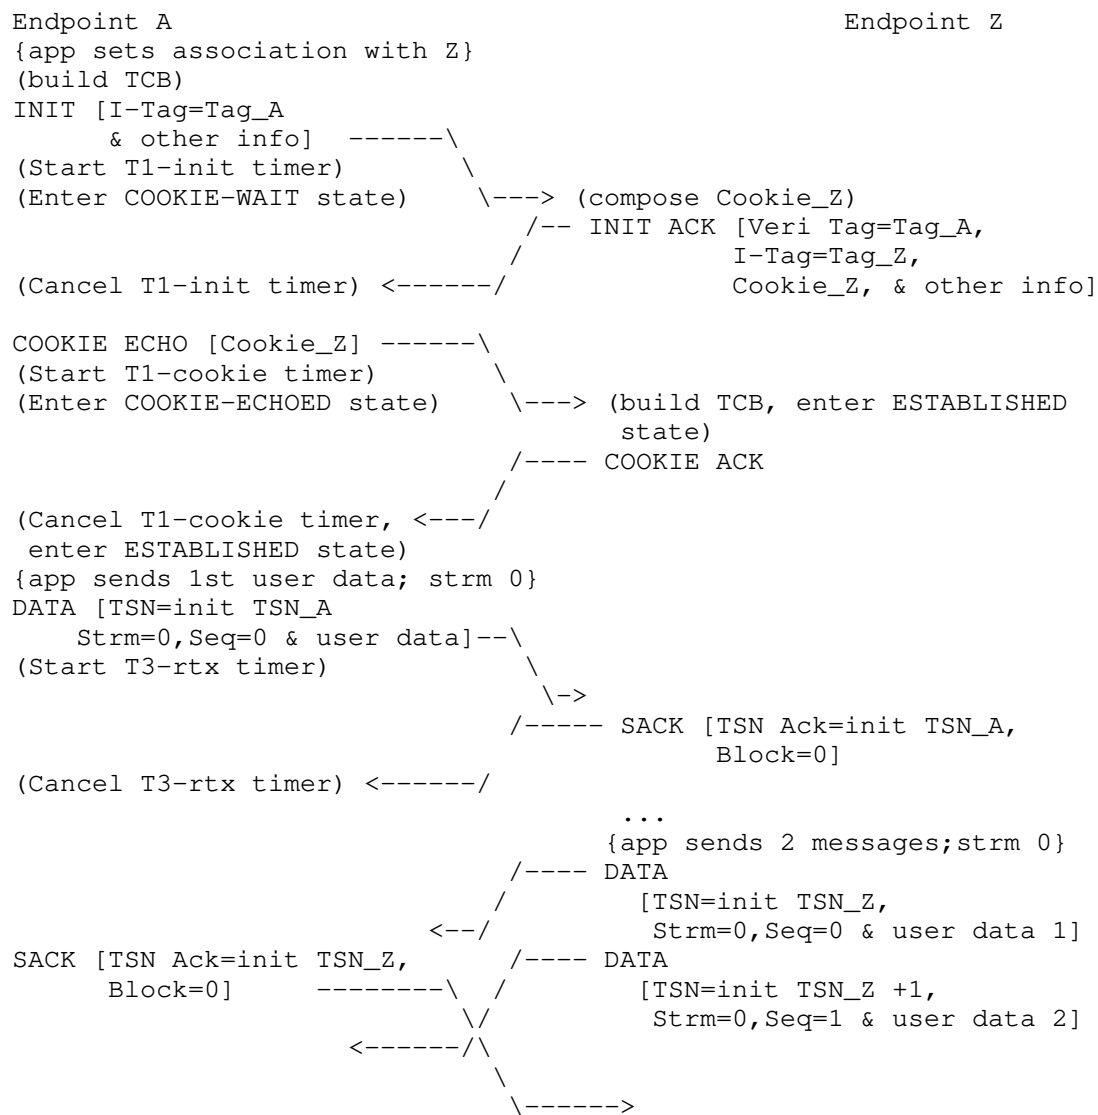 Endpoint A                                          Endpoint Z
{app sets association with Z}
(build TCB)
INIT [I-Tag=Tag_A
      & other info]  ------\
(Start T1-init timer)       \
(Enter COOKIE-WAIT state)    \---> (compose Cookie_Z)
                                /-- INIT ACK [Veri Tag=Tag_A,
                               /             I-Tag=Tag_Z,
(Cancel T1-init timer) <------/              Cookie_Z, & other info]

COOKIE ECHO [Cookie_Z] ------\
(Start T1-cookie timer)       \
(Enter COOKIE-ECHOED state)    \---> (build TCB, enter ESTABLISHED
                                      state)
                               /---- COOKIE ACK
                              /
(Cancel T1-cookie timer, <---/
 enter ESTABLISHED state)
{app sends 1st user data; strm 0}
DATA [TSN=init TSN_A
    Strm=0,Seq=0 & user data]--\
(Start T3-rtx timer)            \
                                 \->
                               /----- SACK [TSN Ack=init TSN_A,
                                            Block=0]
(Cancel T3-rtx timer) <------/
                                      ...
                                     {app sends 2 messages;strm 0}
                               /---- DATA
                              /        [TSN=init TSN_Z,
                          <--/          Strm=0,Seq=0 & user data 1]
SACK [TSN Ack=init TSN_Z,      /---- DATA
      Block=0]     --------\  /        [TSN=init TSN_Z +1,
                            \/          Strm=0,Seq=1 & user data 2]
                     <------/\
                              \
                               \------>